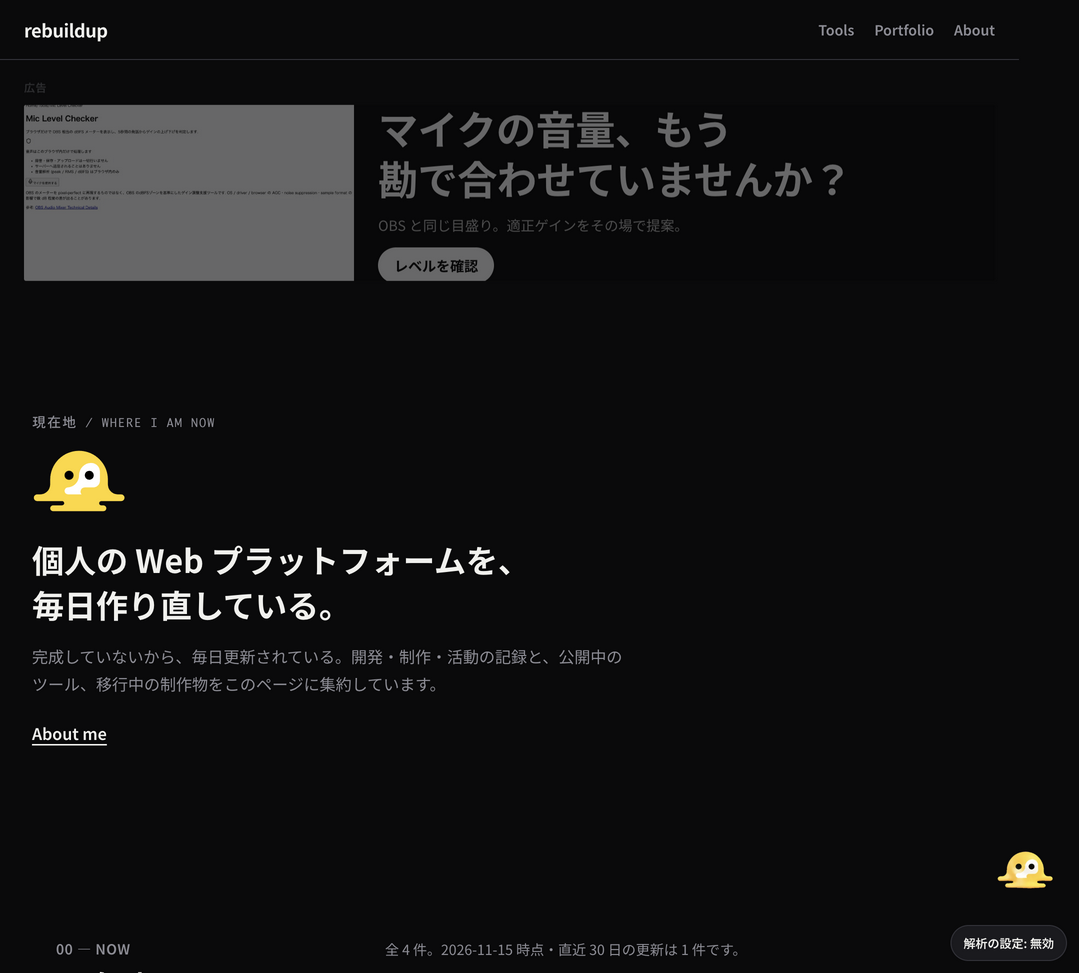 rebuildup
Tools
Portfolio
About
広告
Mic Level Checker
マイクの音量、もう
勘で合わせていませんか？
OBS と同じ目盛り。適正ゲインをその場で提案。
レベルを確認
現在地 / WHERE I AM NOW
個人の Web プラットフォームを、
毎日作り直している。
完成していないから、毎日更新されている。開発・制作・活動の記録と、公開中の
ツール、移行中の制作物をこのページに集約しています。
About me
00 — NOW
全 4 件。2026-11-15 時点・直近 30 日の更新は 1 件です。
解析の設定: 無効